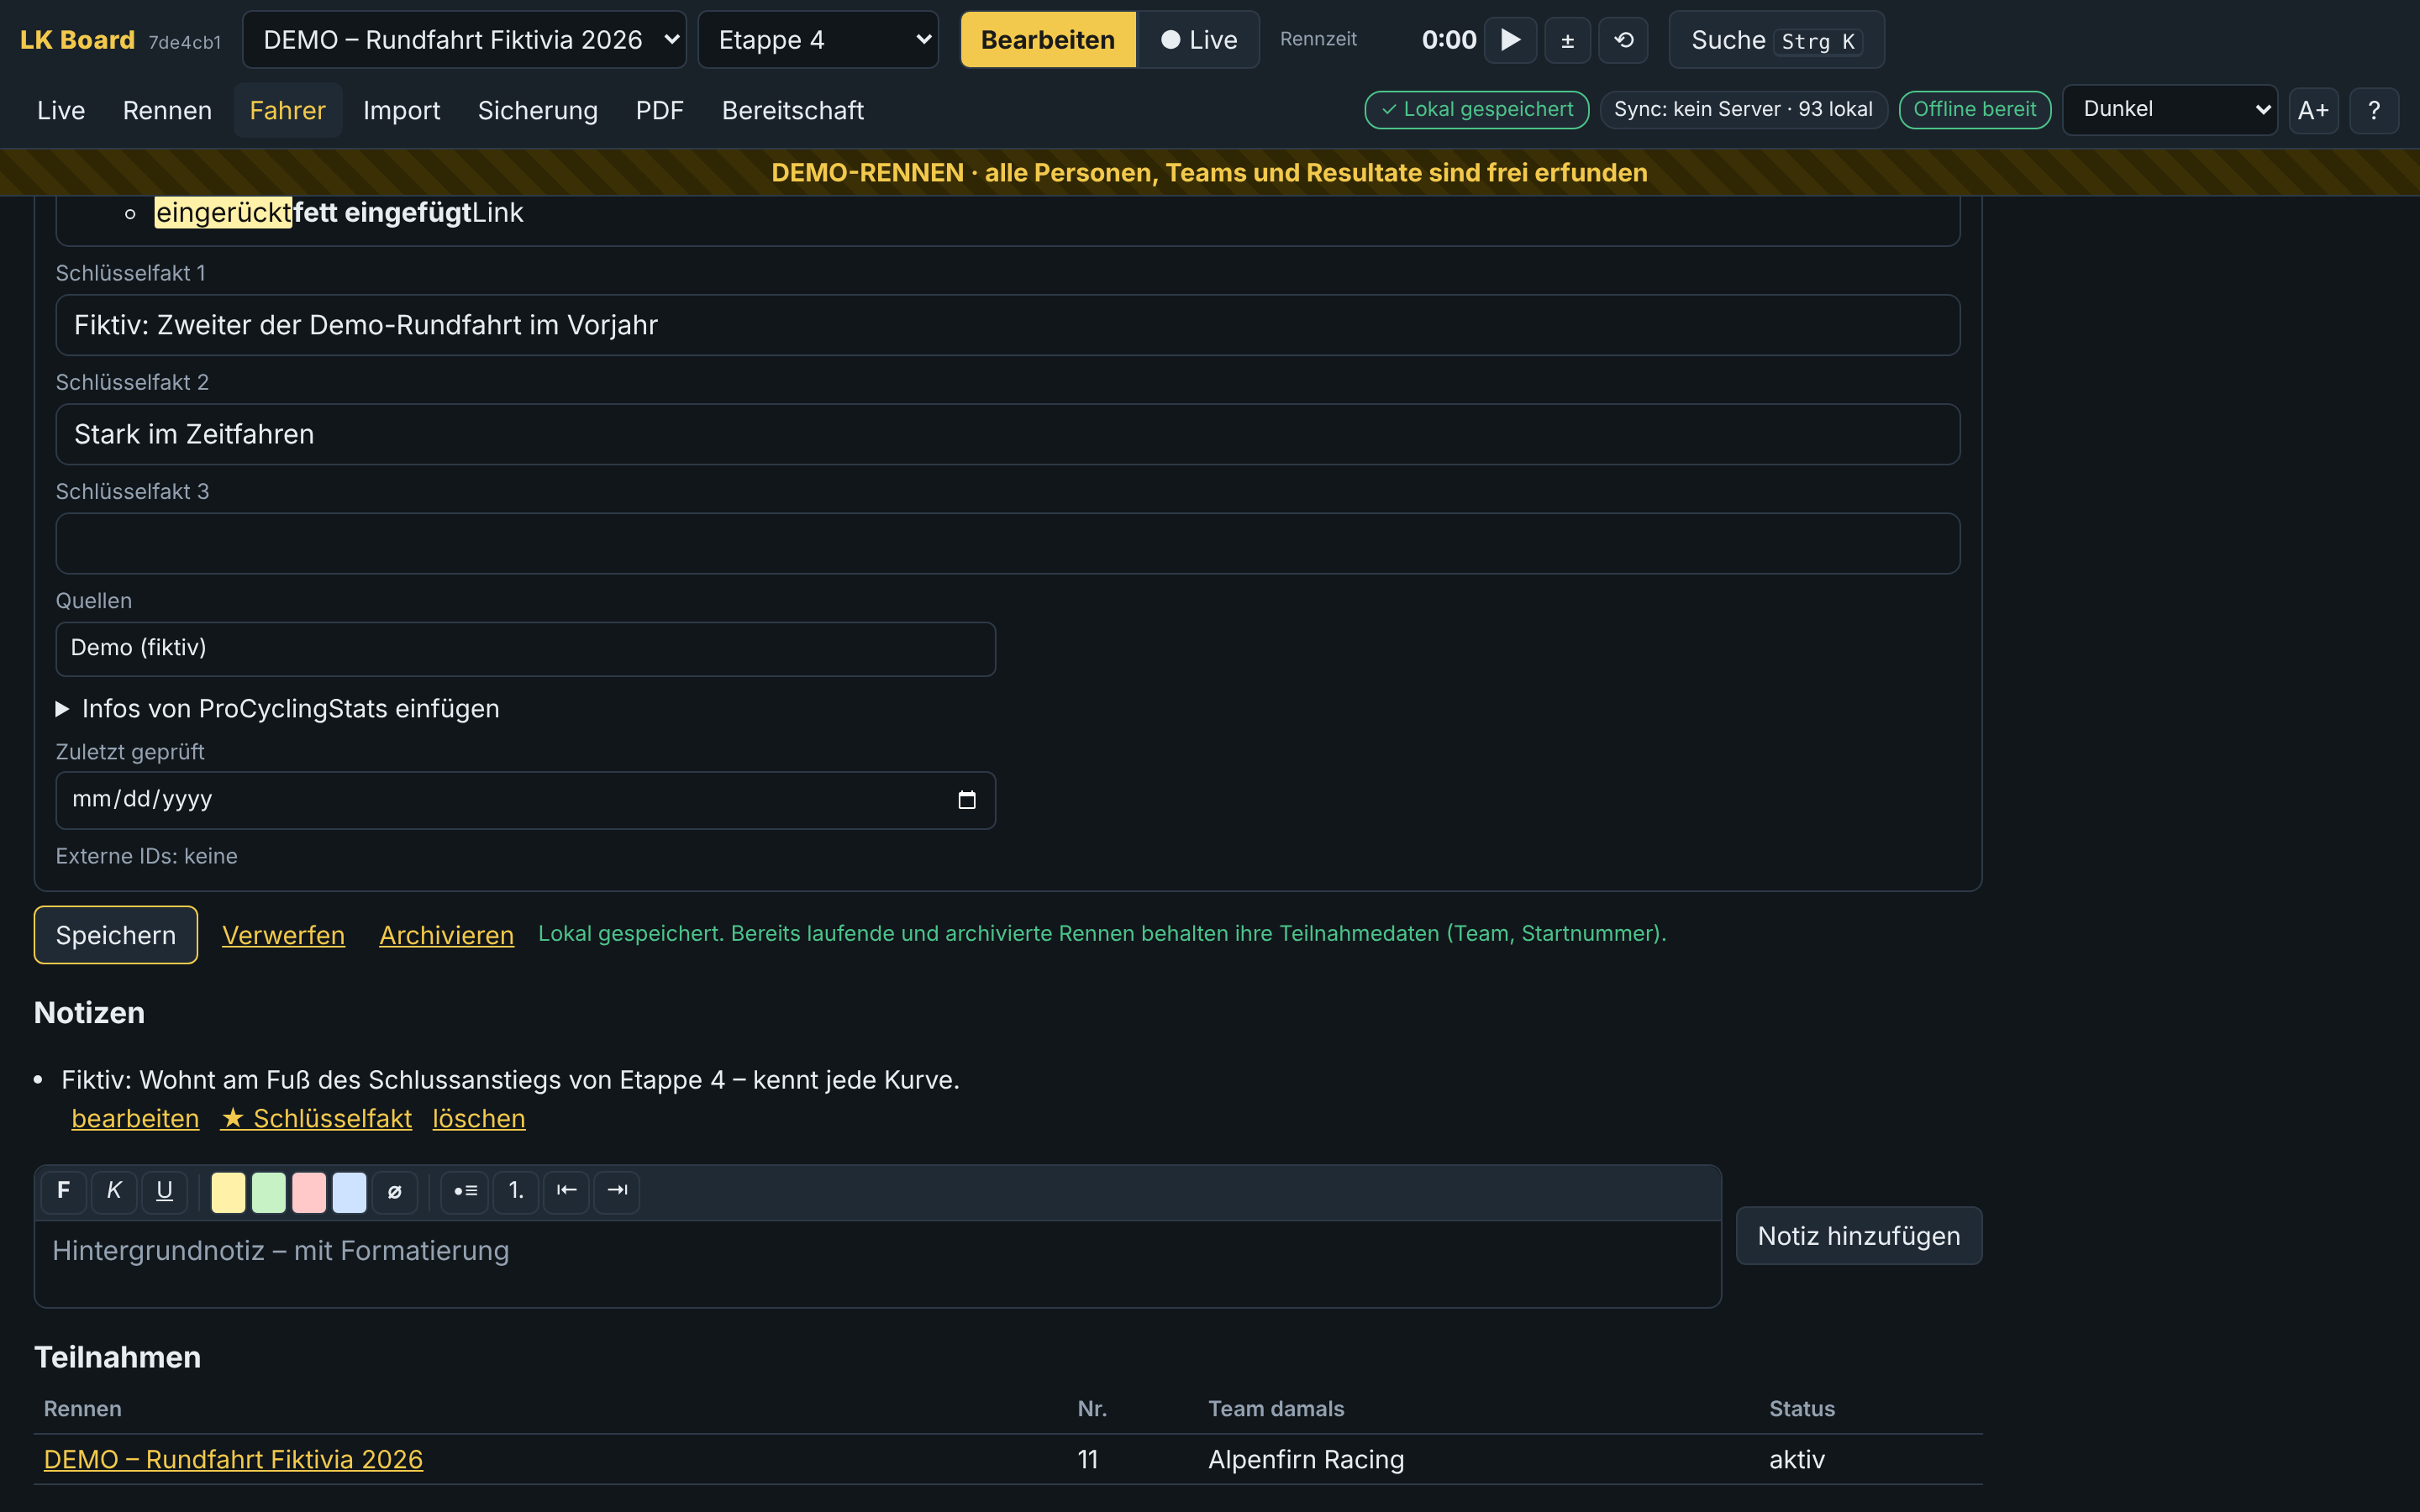 LK Board 7de4cb1 DEMO – Rundfahrt Fiktivia 2026 Etappe 4 Bearbeiten Live Rennzeit 0:00 ± Suche Strg K
Live Rennen Fahrer Import Sicherung PDF Bereitschaft ✓ Lokal gespeichert Sync: kein Server · 93 lokal Offline bereit Dunkel A+ ?
DEMO-RENNEN · alle Personen, Teams und Resultate sind frei erfunden
eingerücktfett eingefügtLink
Schlüsselfakt 1
Fiktiv: Zweiter der Demo-Rundfahrt im Vorjahr
Schlüsselfakt 2
Stark im Zeitfahren
Schlüsselfakt 3
Quellen
Demo (fiktiv)
Infos von ProCyclingStats einfügen
Zuletzt geprüft
mm/dd/yyyy
Externe IDs: keine
Speichern Verwerfen Archivieren Lokal gespeichert. Bereits laufende und archivierte Rennen behalten ihre Teilnahmedaten (Team, Startnummer).
Notizen
Fiktiv: Wohnt am Fuß des Schlussanstiegs von Etappe 4 – kennt jede Kurve.
bearbeiten ★ Schlüsselfakt löschen
F K U ⌀ •≡ 1. ⇤ ⇥
Hintergrundnotiz – mit Formatierung
Notiz hinzufügen
Teilnahmen
Rennen Nr. Team damals Status
DEMO – Rundfahrt Fiktivia 2026 11 Alpenfirn Racing aktiv